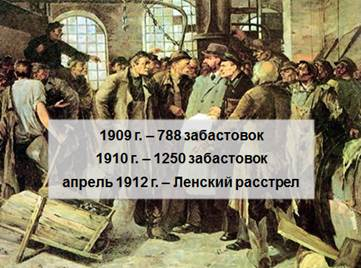 1909 г. – 788 забастовок
1910 г. – 1250 забастовок
апрель 1912 г. – Ленский расстрел